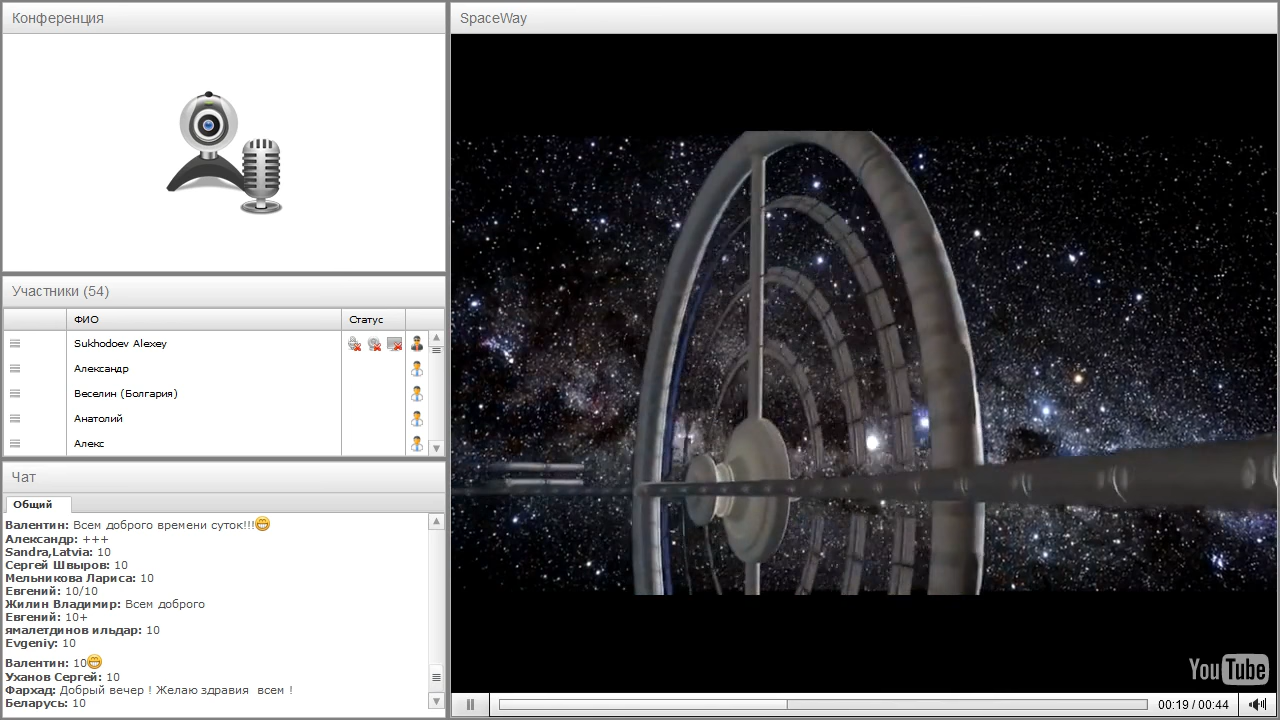 Конференция
SpaceWay
Участники (54)
ФИО Статус
Sukhodoev Alexey
Александр
Веселин (Болгария)
Анатолий
Алекс
Чат
Общий
Валентин: Всем доброго времени суток!!!
Александр: +++
Sandra,Latvia: 10
Сергей Швыров: 10
Мельникова Лариса: 10
Евгений: 10/10
Жилин Владимир: Всем доброго
Евгений: 10+
ямалетдинов ильдар: 10
Evgeniy: 10
Валентин: 10
Уханов Сергей: 10
Фархад: Добрый вечер ! Желаю здравия всем !
Беларусь: 10
YouTube
00:19 / 00:44